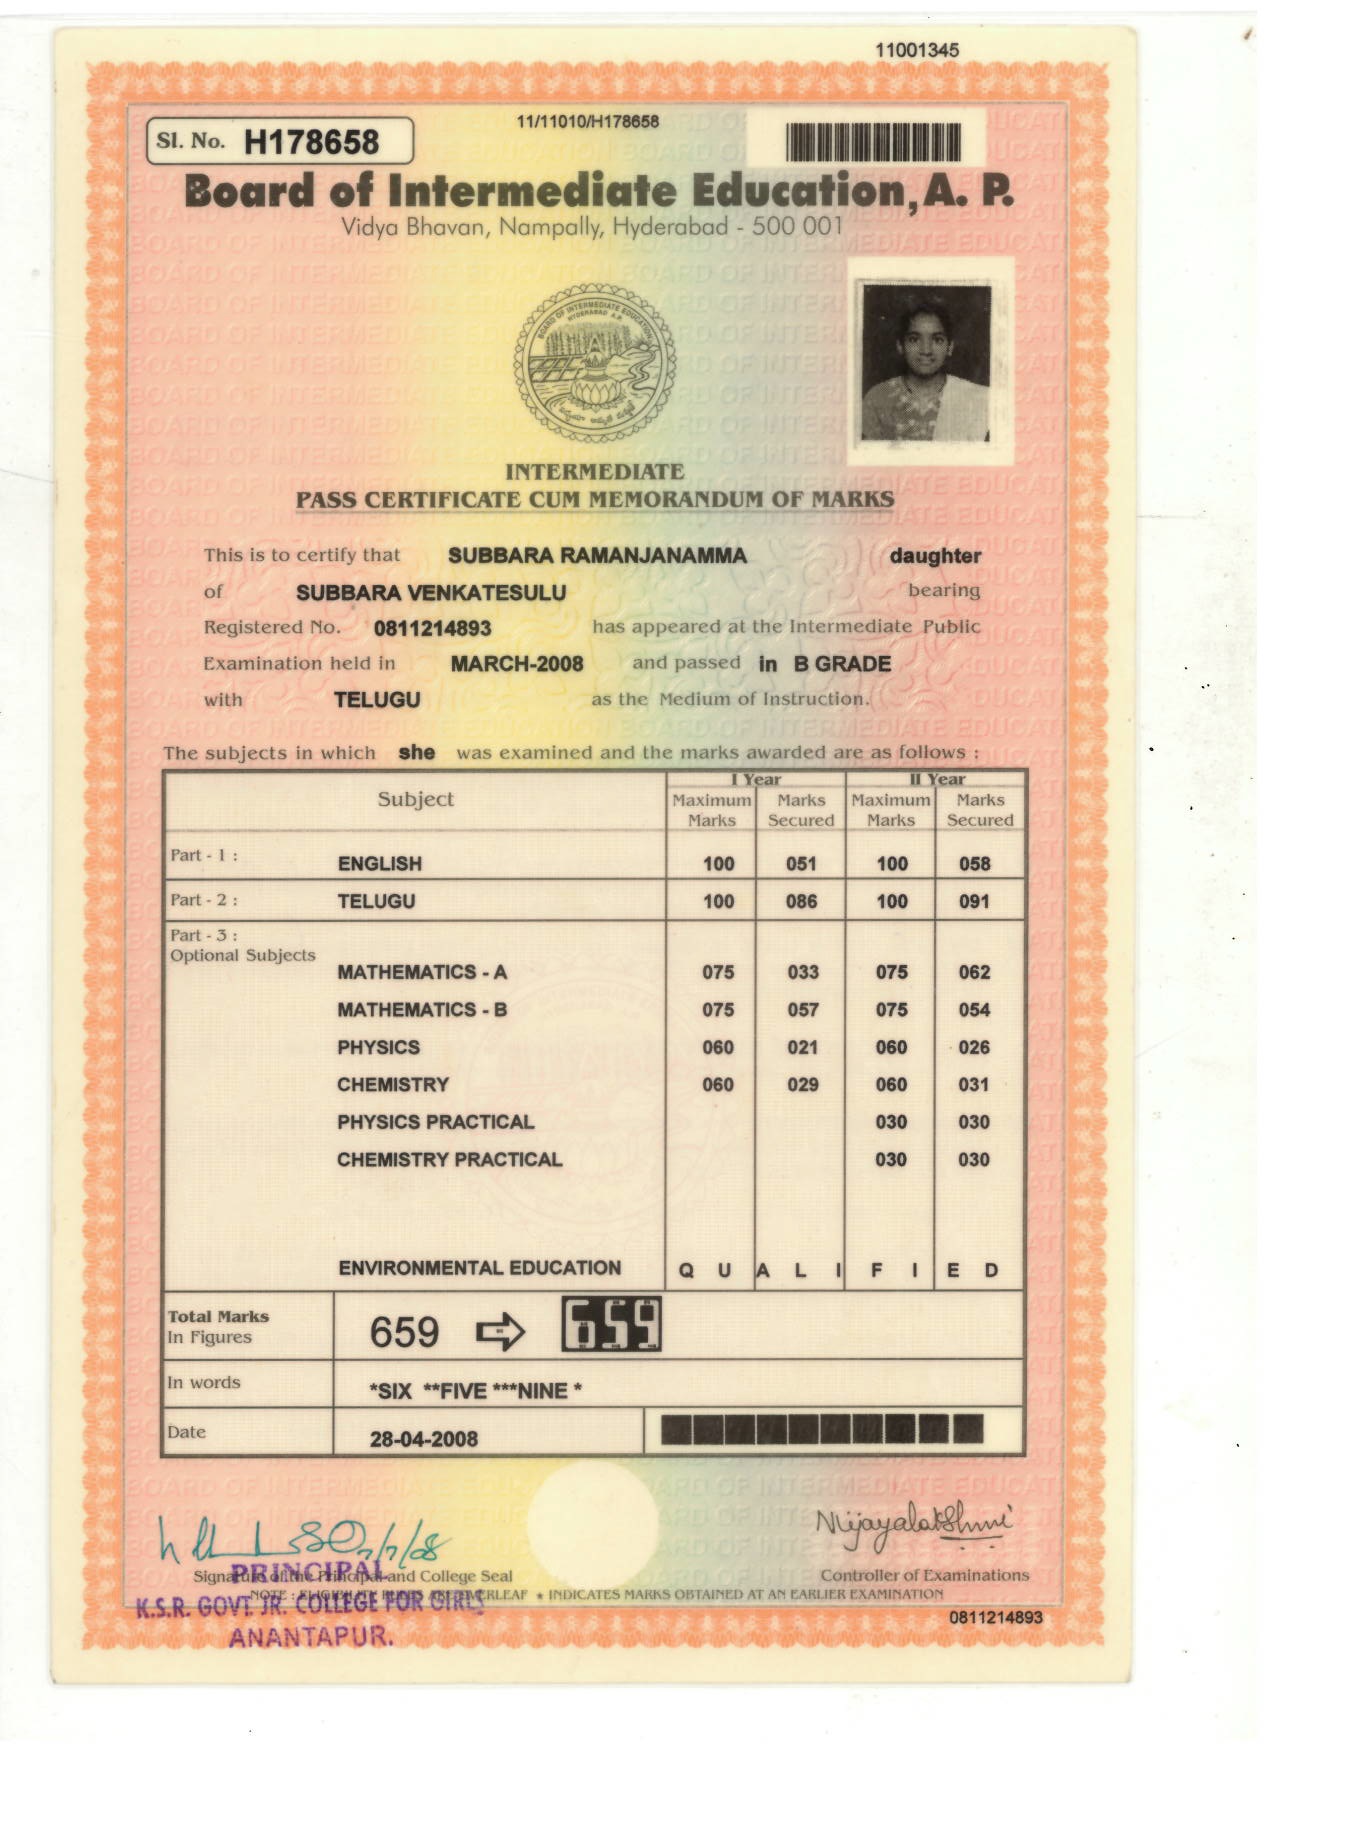 11001345
11/11010/H178658
Sl. No. H178658
Board of Intermediate Education, A. P.
Vidya Bhavan, Nampally, Hyderabad - 500 001
BOARD OF INTERMEDIATE EDUCATION
HYDERABAD A.P.
INTERMEDIATE
PASS CERTIFICATE CUM MEMORANDUM OF MARKS
This is to certify that SUBBARA RAMANJANAMMA daughter
of SUBBARA VENKATESULU bearing
Registered No. 0811214893 has appeared at the Intermediate Public
Examination held in MARCH-2008 and passed in B GRADE
with TELUGU as the Medium of Instruction.
The subjects in which she was examined and the marks awarded are as follows :
I Year II Year
Subject Maximum Marks Marks Secured Maximum Marks Marks Secured
Part - 1 : ENGLISH 100 051 100 058
Part - 2 : TELUGU 100 086 100 091
Part - 3 :
Optional Subjects
MATHEMATICS - A 075 033 075 062
MATHEMATICS - B 075 057 075 054
PHYSICS 060 021 060 026
CHEMISTRY 060 029 060 031
PHYSICS PRACTICAL 030 030
CHEMISTRY PRACTICAL 030 030
ENVIRONMENTAL EDUCATION Q U A L I F I E D
Total Marks
In Figures 659 659
In words *SIX **FIVE ***NINE *
Date 28-04-2008
7/7/08
Vijayalakshmi
PRINCIPAL
Signature of the Principal and College Seal Controller of Examinations
NOTE : OVERLEAF * INDICATES MARKS OBTAINED AT AN EARLIER EXAMINATION
K.S.R. GOVT. JR. COLLEGE FOR GIRLS
ANANTAPUR.
0811214893